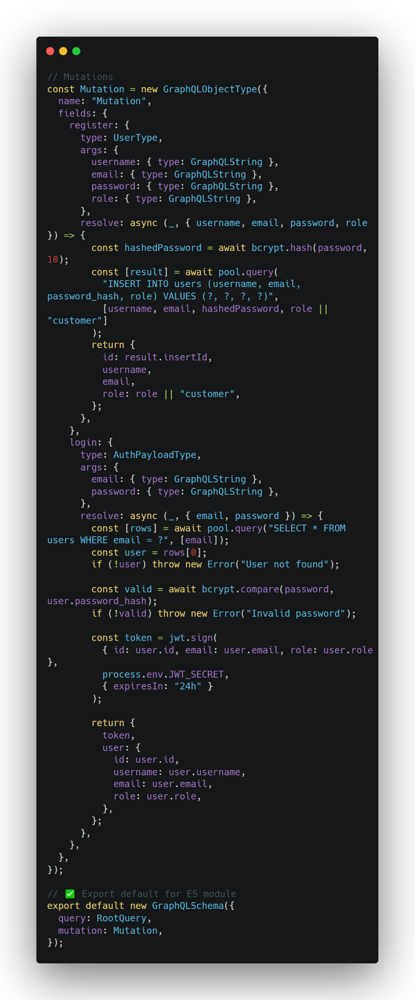 // Mutations
const Mutation = new GraphQLObjectType({
  name: "Mutation",
  fields: {
    register: {
      type: UserType,
      args: {
        username: { type: GraphQLString },
        email: { type: GraphQLString },
        password: { type: GraphQLString },
        role: { type: GraphQLString },
      },
      resolve: async (_, { username, email, password, role
}) => {
        const hashedPassword = await bcrypt.hash(password,
10);
        const [result] = await pool.query(
          "INSERT INTO users (username, email,
password_hash, role) VALUES (?, ?, ?, ?)",
          [username, email, hashedPassword, role ||
"customer"]
        );
        return {
          id: result.insertId,
          username,
          email,
          role: role || "customer",
        };
      },
    },
    login: {
      type: AuthPayloadType,
      args: {
        email: { type: GraphQLString },
        password: { type: GraphQLString },
      },
      resolve: async (_, { email, password }) => {
        const [rows] = await pool.query("SELECT * FROM
users WHERE email = ?", [email]);
        const user = rows[0];
        if (!user) throw new Error("User not found");

        const valid = await bcrypt.compare(password,
user.password_hash);
        if (!valid) throw new Error("Invalid password");

        const token = jwt.sign(
          { id: user.id, email: user.email, role: user.role
},
          process.env.JWT_SECRET,
          { expiresIn: "24h" }
        );

        return {
          token,
          user: {
            id: user.id,
            username: user.username,
            email: user.email,
            role: user.role,
          },
        };
      },
    },
  },
});

// ✅ Export default for ES module
export default new GraphQLSchema({
  query: RootQuery,
  mutation: Mutation,
});